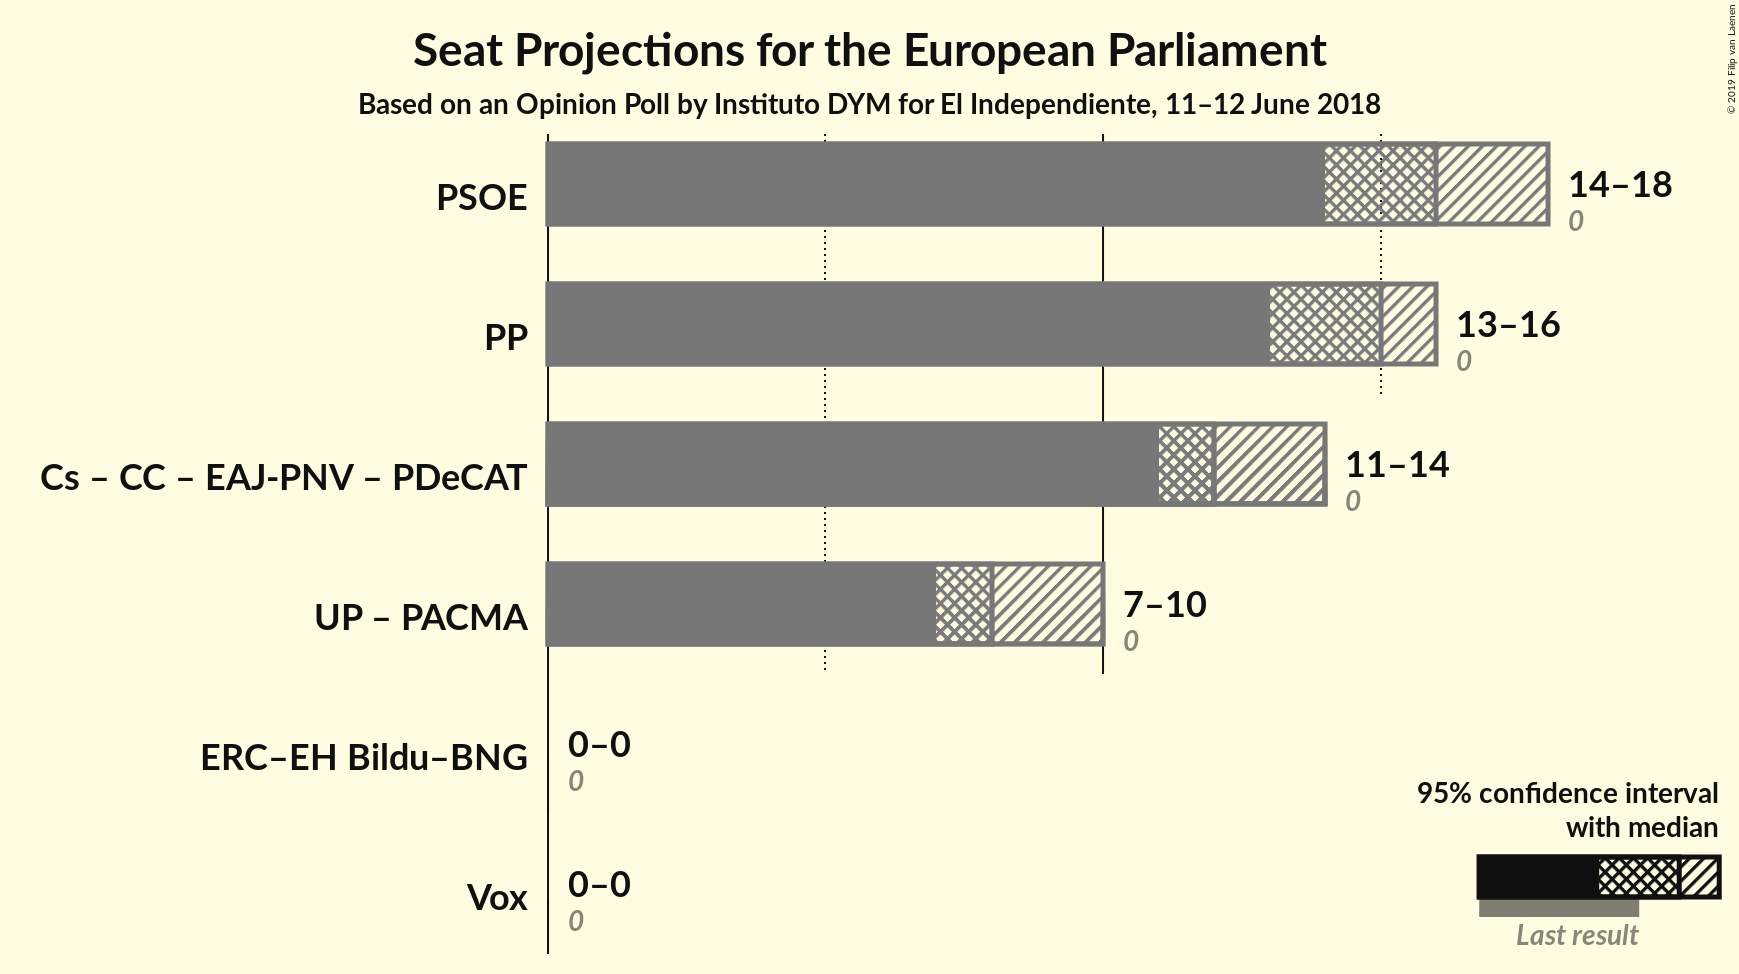 Seat Projections for the European Parliament
Based on an Opinion Poll by Instituto DYM for El Independiente, 11–12 June 2018
© 2019 Filip van Laenen
PSOE
14–18
0
PP
13–16
0
Cs – CC – EAJ-PNV – PDeCAT
11–14
0
UP – PACMA
7–10
0
ERC–EH Bildu–BNG
0–0
0
Vox
0–0
0
95% confidence interval
with median
Last result